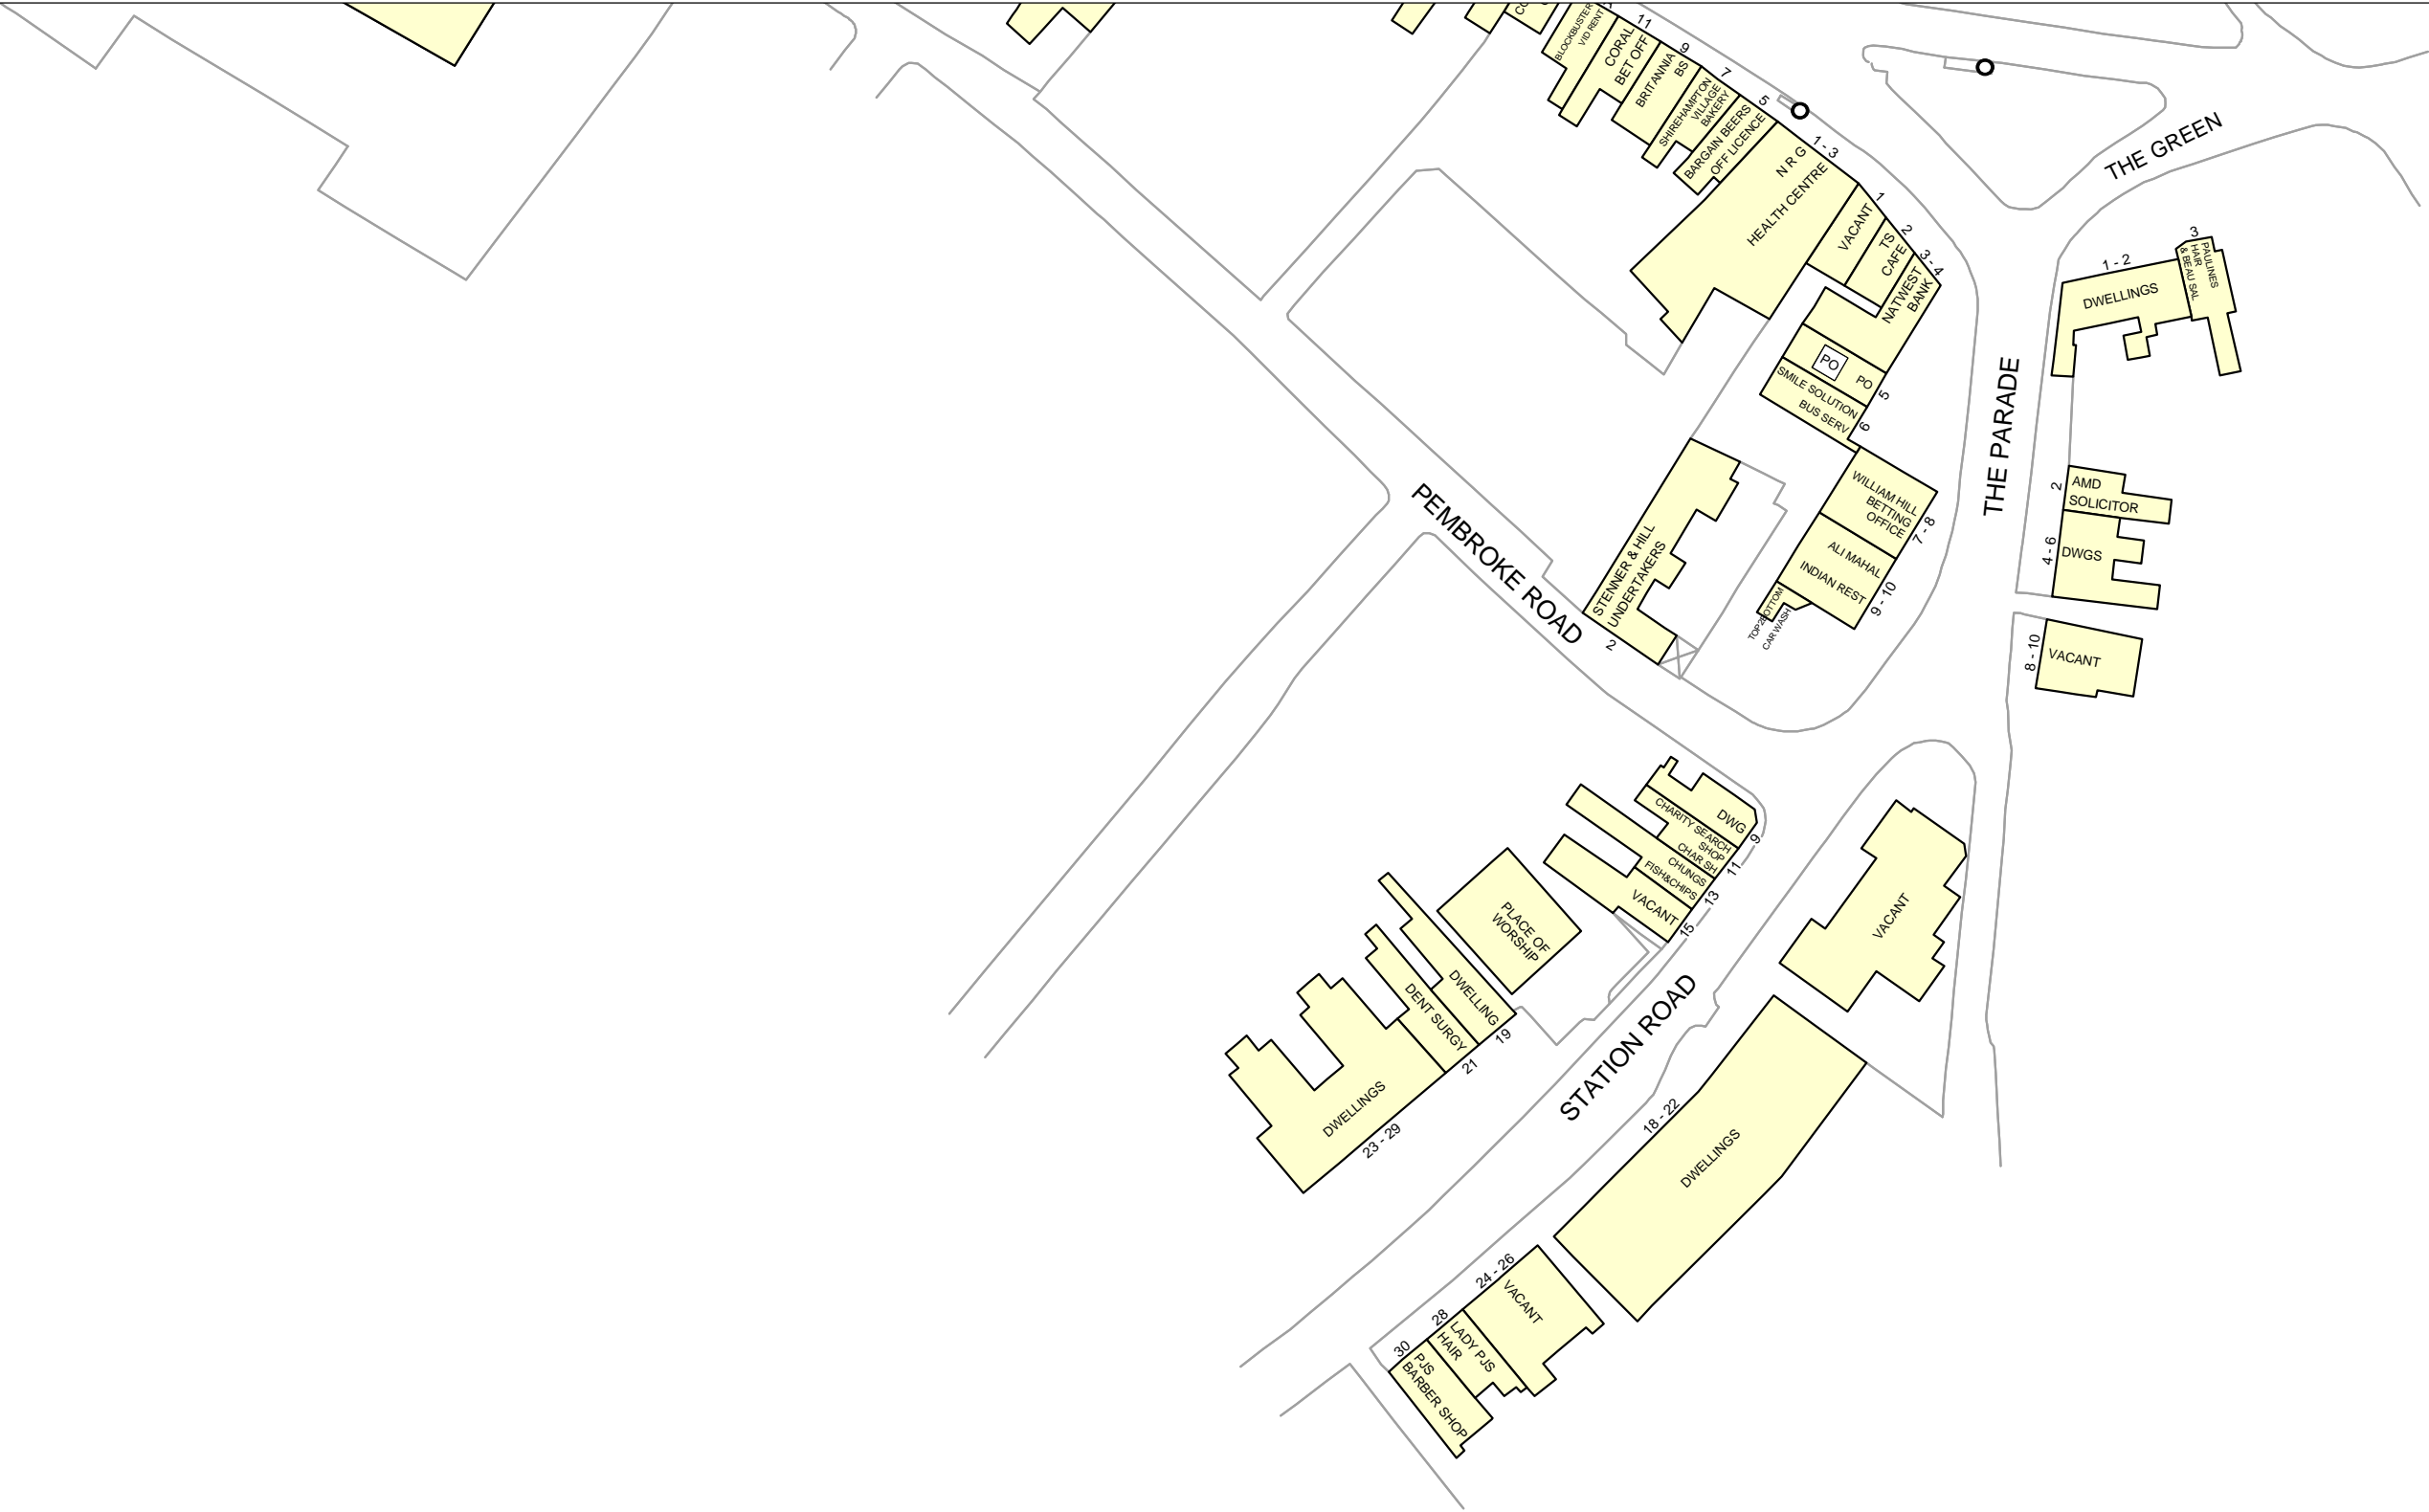 CO
BLOCKBUSTER
VID RENT
11
CORAL
BET OFF
9
BRITANNIA
BS
7
SHIREHAMPTON
VILLAGE
BAKERY
5
BARGAIN BEERS
OFF LICENCE
1 - 3
N R G
HEALTH CENTRE
1
VACANT
2
TS
CAFE
3 - 4
NATWEST
BANK
PO
PO
5
SMILE SOLUTION
BUS SERV
6
THE GREEN
1 - 2
DWELLINGS
3
PAULINES
HAIR
& BEAU SAL
THE PARADE
2
AMD
SOLICITOR
4 - 6
DWGS
8 - 10
VACANT
WILLIAM HILL
BETTING
OFFICE
7 - 8
ALI MAHAL
INDIAN REST
9 - 10
TOP2BOTTOM
CAR WASH
STENNER & HILL
UNDERTAKERS
2
PEMBROKE ROAD
DWG
9
CHARITY SEARCH
SHOP
CHAR SH
11
CHUNGS
FISH&CHIPS
13
VACANT
15
PLACE OF
WORSHIP
DWELLING
19
DENT SURGY
21
DWELLINGS
23 - 29
STATION ROAD
VACANT
18 - 22
DWELLINGS
24 - 26
VACANT
28
LADY PJS
HAIR
30
PJS
BARBER SHOP